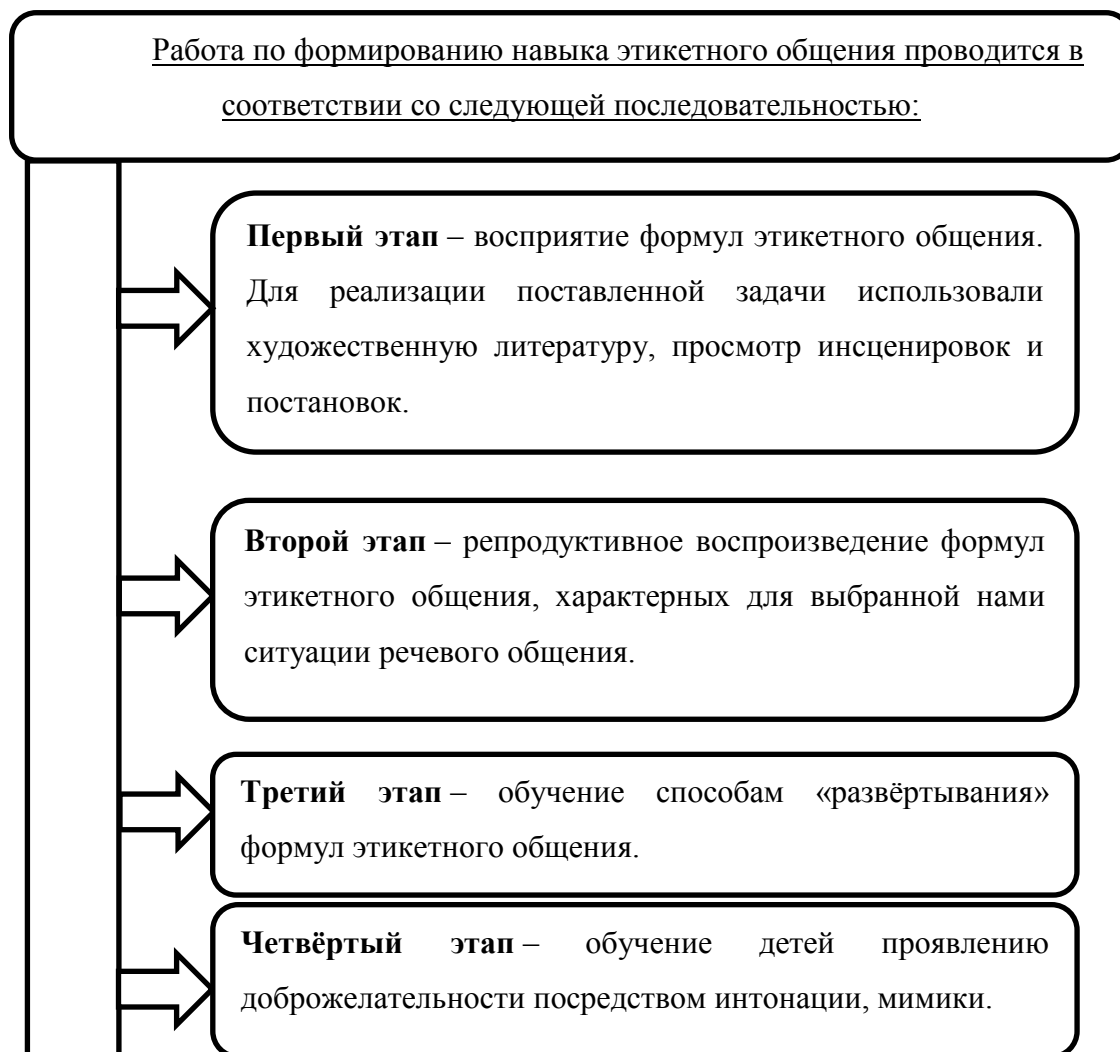 Работа по формированию навыка этикетного общения проводится в
соответствии со следующей последовательностью:
Первый этап – восприятие формул этикетного общения.
Для реализации поставленной задачи использовали
художественную литературу, просмотр инсценировок и
постановок.
Второй этап – репродуктивное воспроизведение формул
этикетного общения, характерных для выбранной нами
ситуации речевого общения.
Третий этап – обучение способам «развёртывания»
формул этикетного общения.
Четвёртый этап – обучение детей проявлению
доброжелательности посредством интонации, мимики.